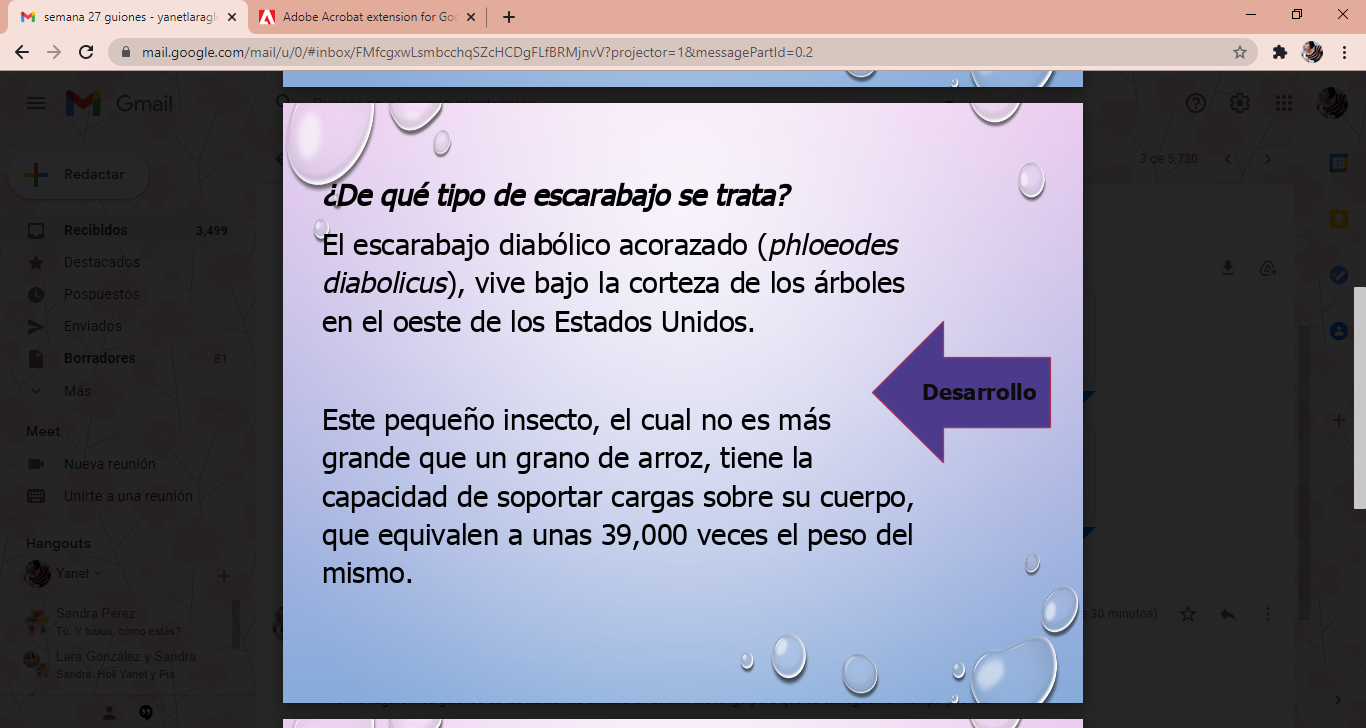 semana 27 guiones - yanetlaragl
Adobe Acrobat extension for Goo
mail.google.com/mail/u/0/#inbox/FMfcgxwLsmbcchqSZcHCDgFLfBRMjnvV?projector=1&messagePartId=0.2
Gmail
3 de 5,730
Redactar
Recibidos 3,499
Destacados
Pospuestos
Enviados
Borradores 81
Más
Meet
Nueva reunión
Unirte a una reunión
Hangouts
Yanet
Sandra Perez
Tú: Y tuuuu, cómo estás?
Lara González y Sandra
Sandra: Holi Yanet y Pia
¿De qué tipo de escarabajo se trata?
El escarabajo diabólico acorazado (phloeodes
diabolicus), vive bajo la corteza de los árboles
en el oeste de los Estados Unidos.
Desarrollo
Este pequeño insecto, el cual no es más
grande que un grano de arroz, tiene la
capacidad de soportar cargas sobre su cuerpo,
que equivalen a unas 39,000 veces el peso del
mismo.
e 30 minutos)